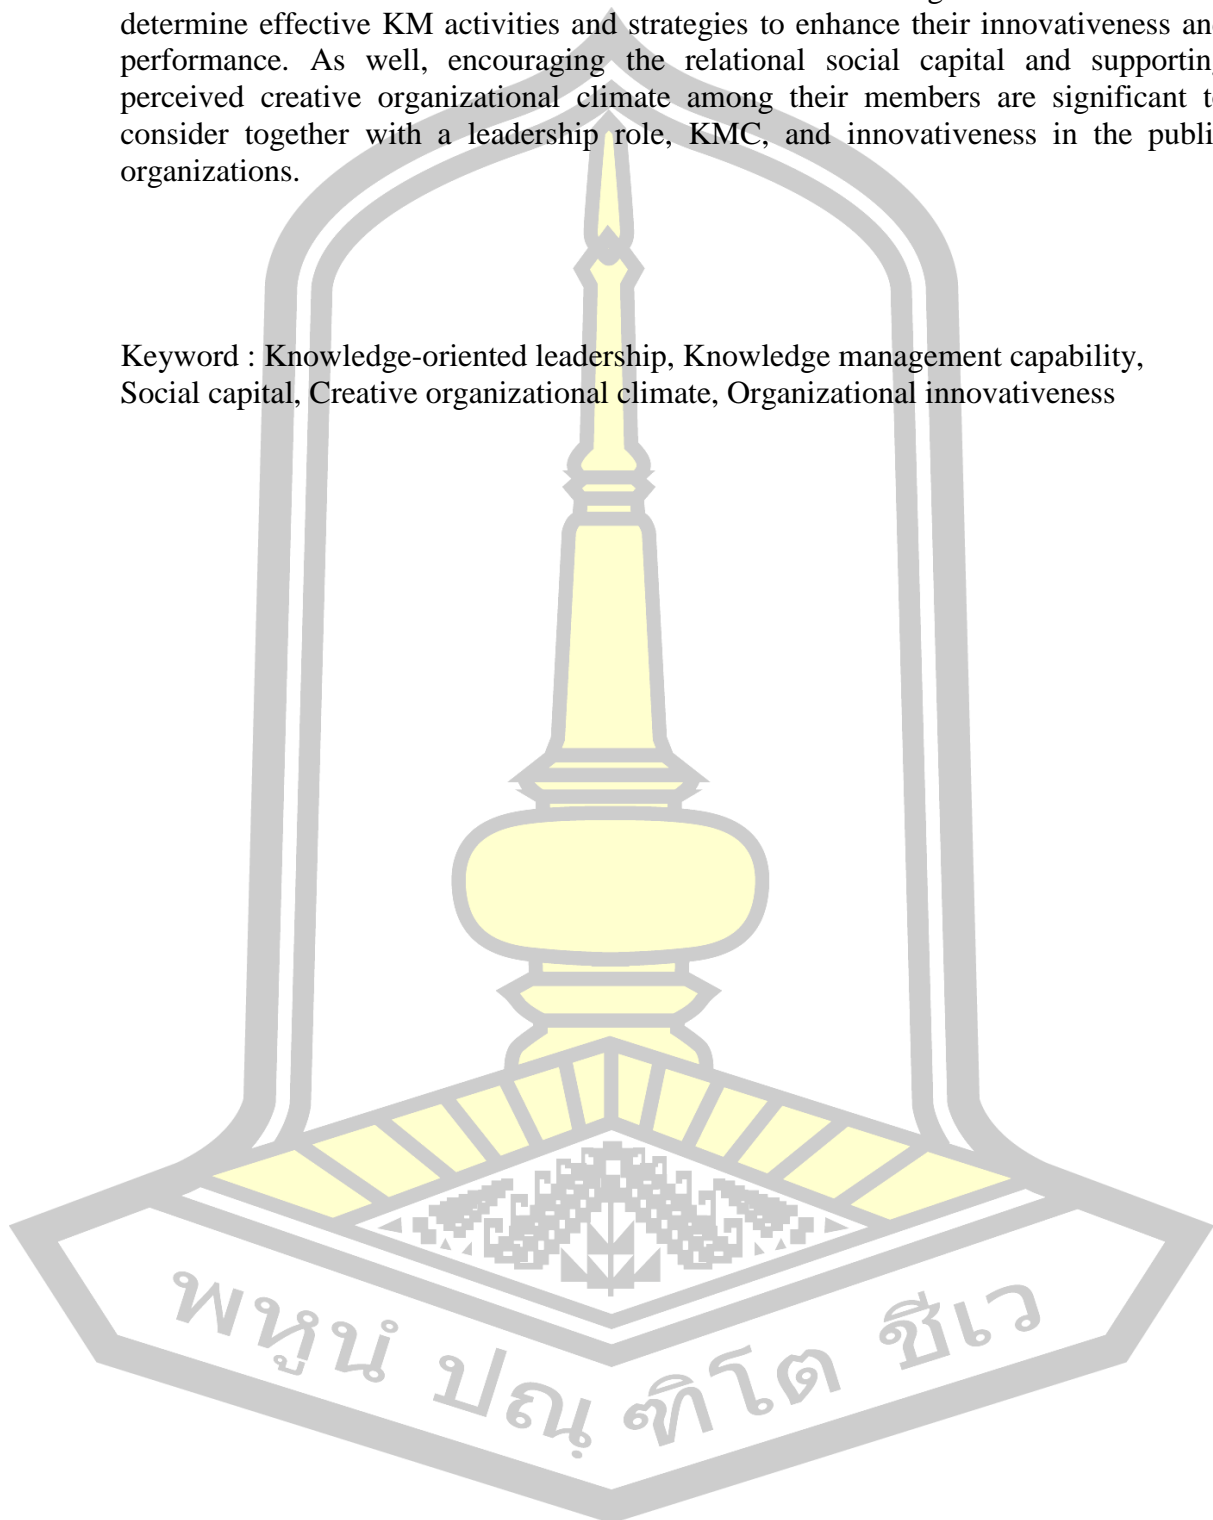 determine effective KM activities and strategies to enhance their innovativeness an
performance. As well, encouraging the relational social capital and supporting
perceived creative organizational climate among their members are significant t
consider together with a leadership role, KMC, and innovativeness in the publi
organizations.
Keyword : Knowledge-oriented leadership, Knowledge management capability,
Social capital, Creative organizational climate, Organizational innovativeness
พหูนํ ปณฺฑิโต ชีเว